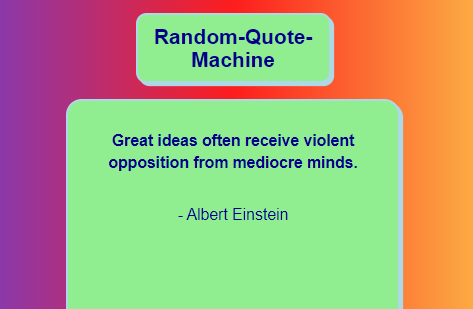 Random-Quote-
Machine
Great ideas often receive violent
opposition from mediocre minds.
- Albert Einstein